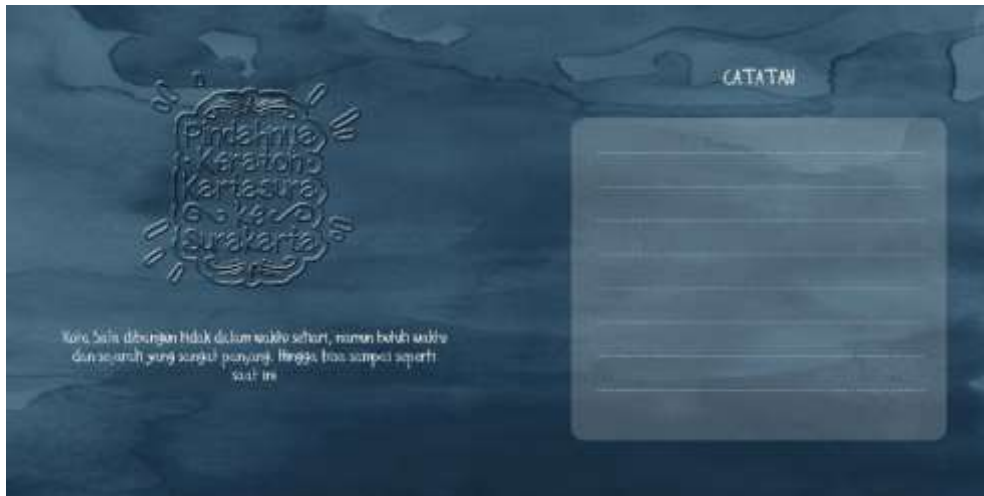 Pindahnya
Keraton
Kartasura
Ke
Surakarta
Kota Sala dibangun tidak dalam waktu sehari, namun butuh waktu
dan sejarah yang sangat panjang. Hingga bisa sampai seperti
saat ini
CATATAN